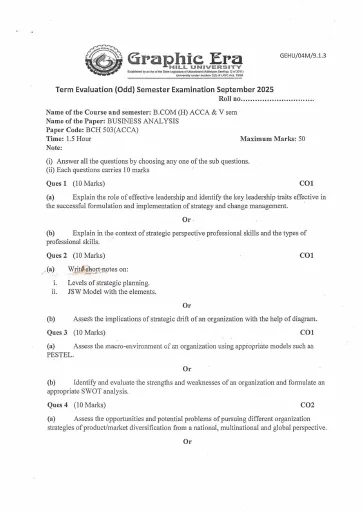 GEHU/04M/9.1.3
Graphic Era
HILL UNIVERSITY
Term Evaluation (Odd) Semester Examination September 2025
Roll no..............................
Name of the Course and semester: B.COM (H) ACCA & V sem
Name of the Paper: BUSINESS ANALYSIS
Paper Code: BCH 503(ACCA)
Time: 1.5 Hour Maximum Marks: 50
Note:
(i) Answer all the questions by choosing any one of the sub questions.
(ii) Each questions carries 10 marks
Ques 1 (10 Marks) CO1
(a) Explain the role of effective leadership and identify the key leadership traits effective in
the successful formulation and implementation of strategy and change management.
Or
(b) Explain in the context of strategic perspective professional skills and the types of
professional skills.
Ques 2 (10 Marks) CO1
(a) Write short notes on:
i. Levels of strategic planning.
ii. JSW Model with the elements.
Or
(b) Assess the implications of strategic drift of an organization with the help of diagram.
Ques 3 (10 Marks) CO1
(a) Assess the macro-environment of an organization using appropriate models such as
PESTEL.
Or
(b) Identify and evaluate the strengths and weaknesses of an organization and formulate an
appropriate SWOT analysis.
Ques 4 (10 Marks) CO2
(a) Assess the opportunities and potential problems of pursuing different organization
strategies of product/market diversification from a national, multinational and global perspective.
Or